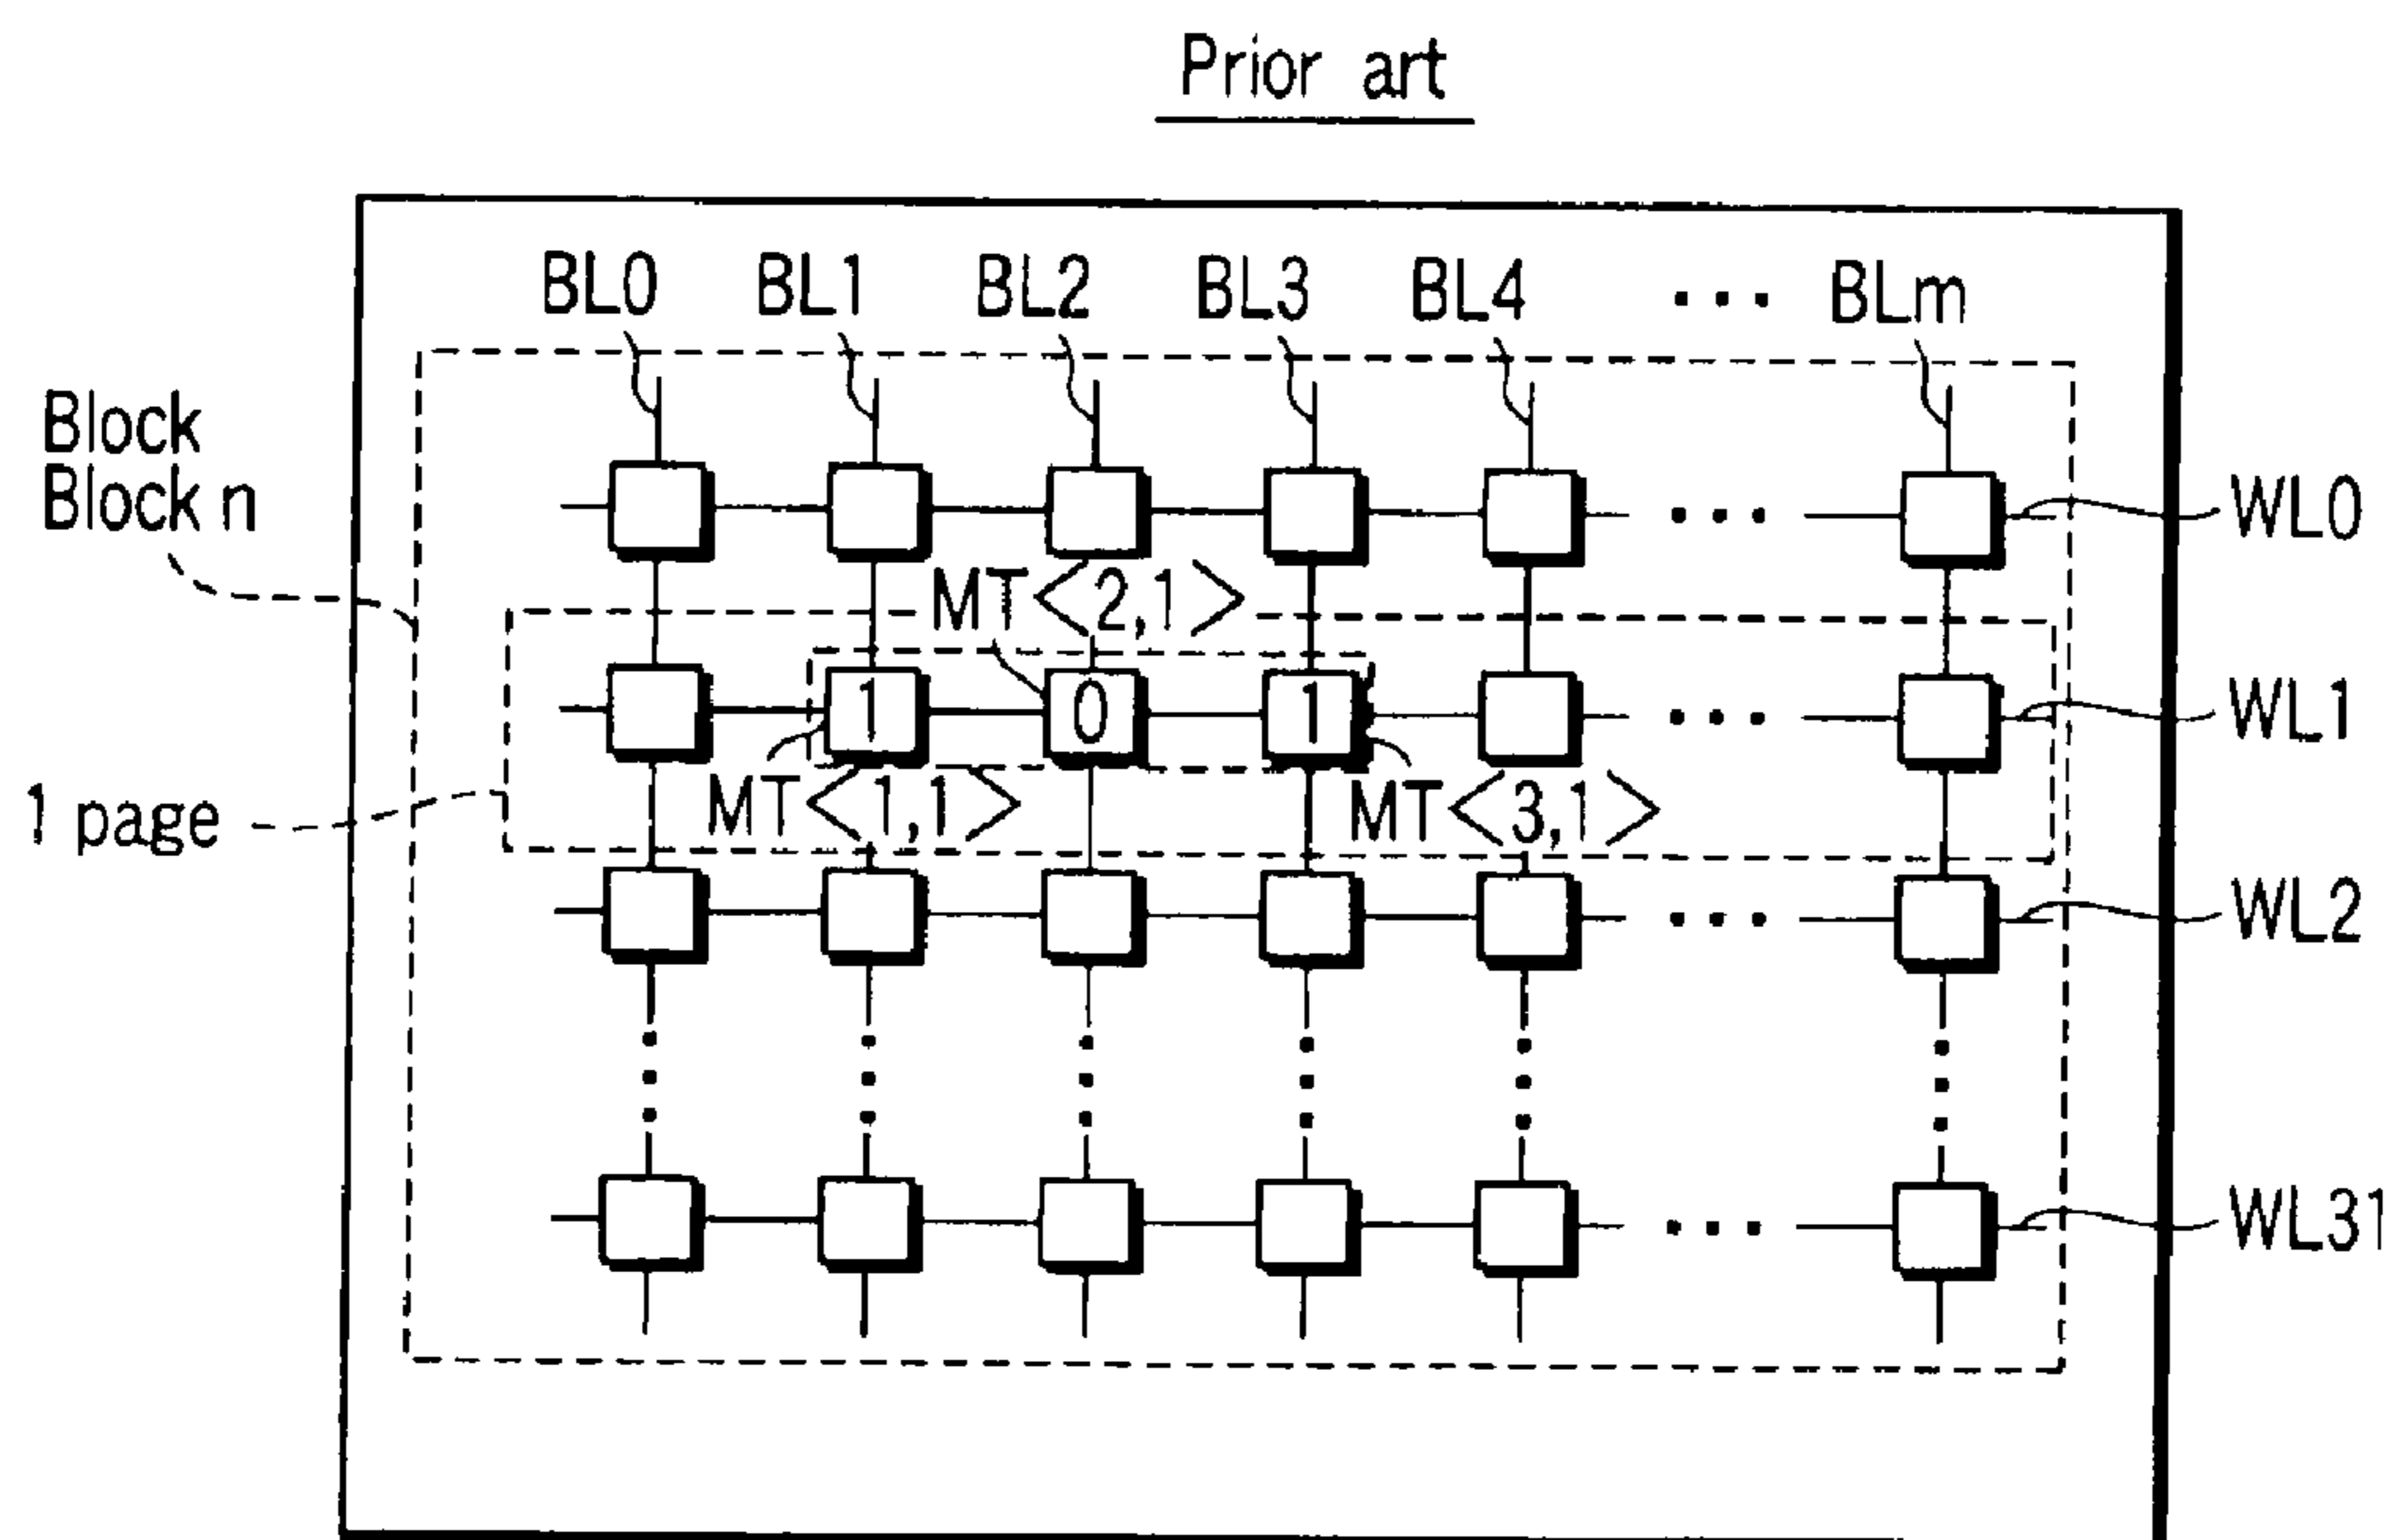 Prior art
BL0 BL1 BL2 BL3 BL4 ... BLm
Block
Block n
WL0
MT<2,1>
1 0 1
WL1
MT<1,1> MT<3,1>
1 page
WL2
WL31